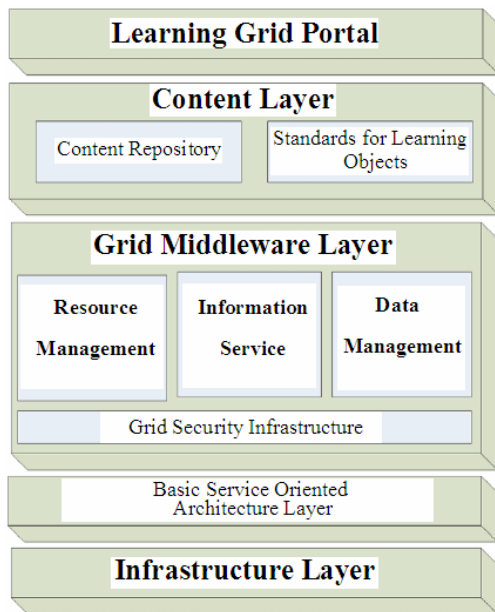 Learning Grid Portal
Content Layer
Content Repository
Standards for Learning
Objects
Grid Middleware Layer
Resource
Management
Information
Service
Data
Management
Grid Security Infrastructure
Basic Service Oriented
Architecture Layer
Infrastructure Layer